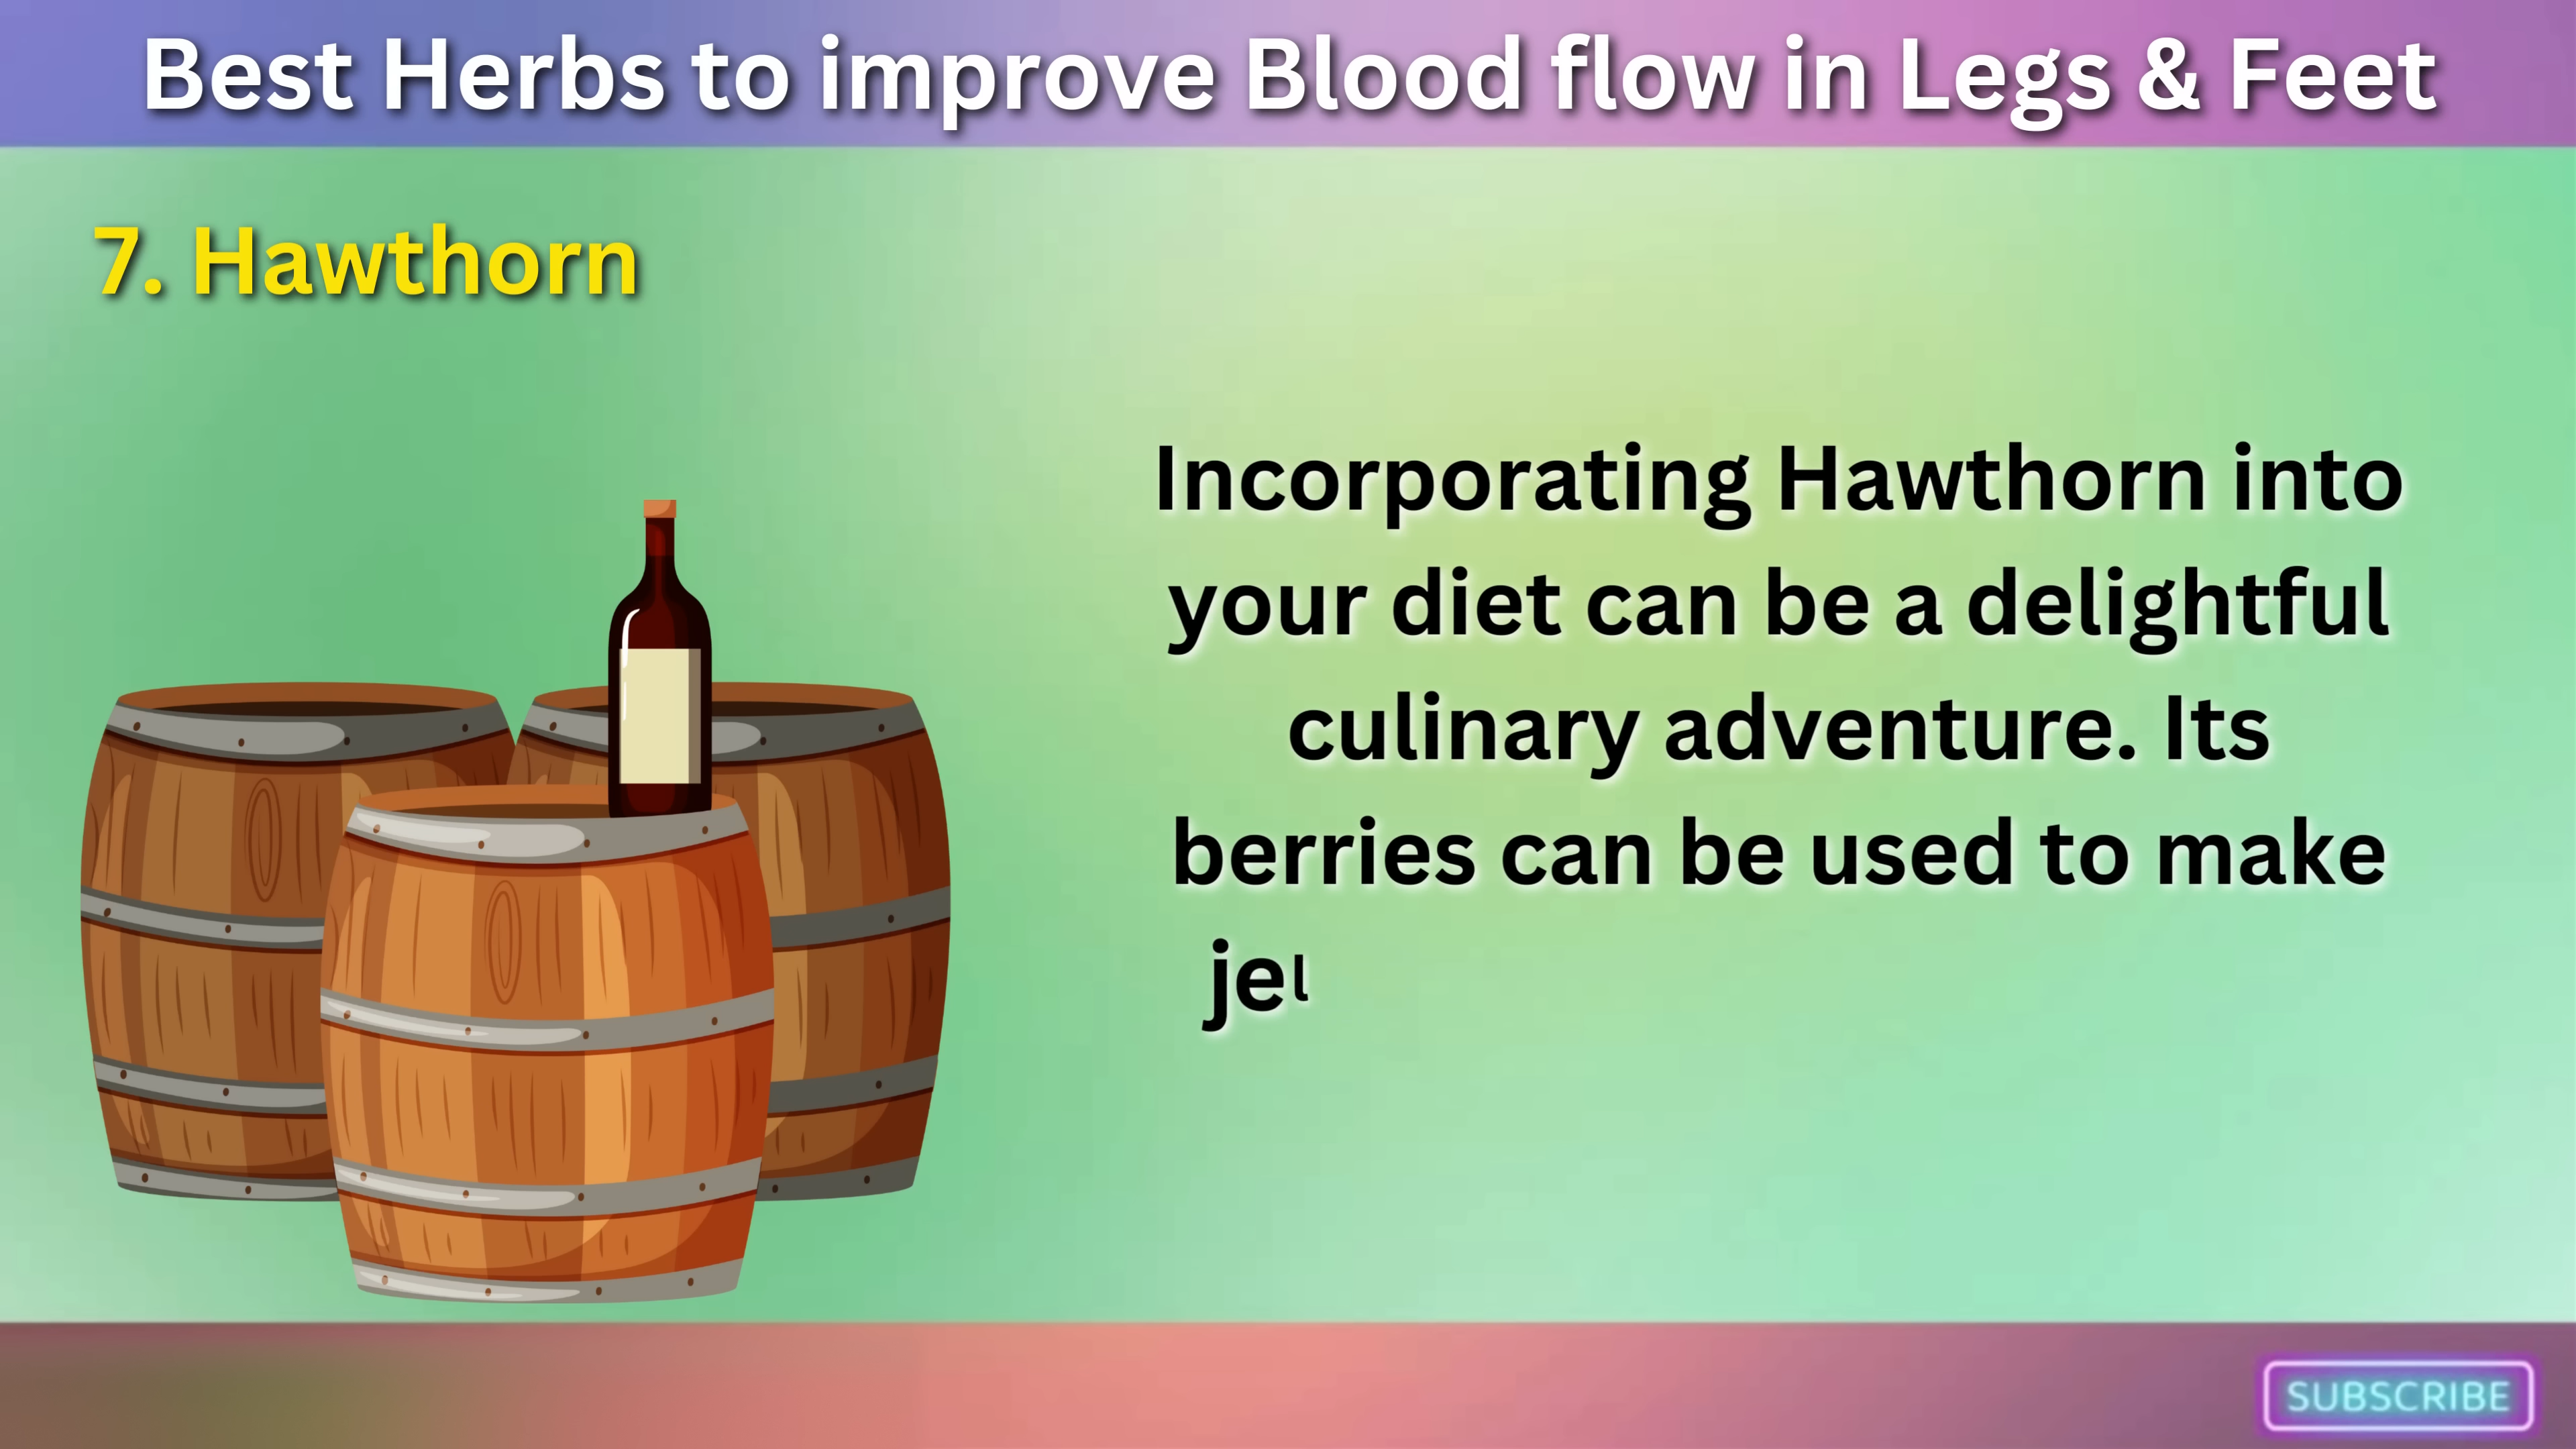 Best Herbs to improve Blood flow in Legs & Feet
7. Hawthorn
Incorporating Hawthorn into
your diet can be a delightful
culinary adventure. Its
berries can be used to make
jel
SUBSCRIBE